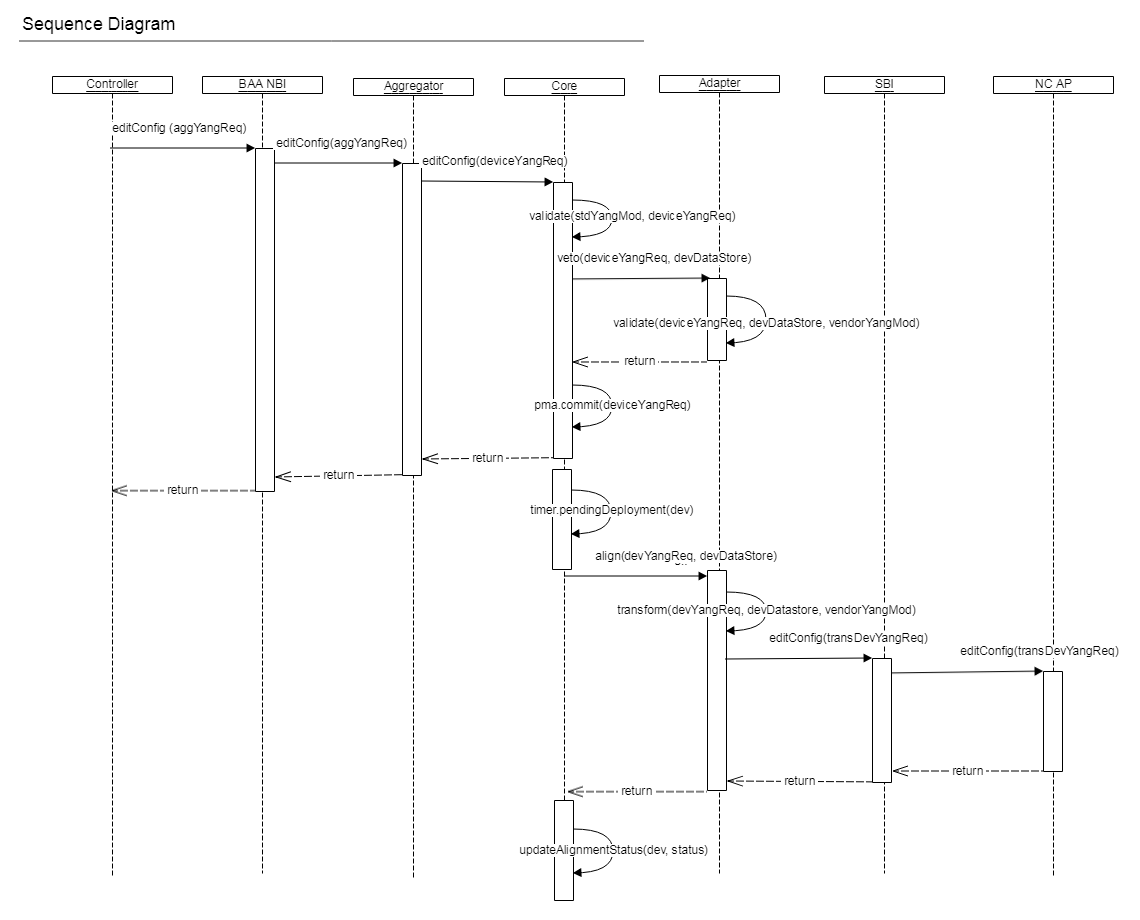 Sequence Diagram
Controller
BAA NBI
Aggregator
Core
Adapter
SBI
NC AP
editConfig (aggYangReq)
editConfig(aggYangReq)
editConfig(deviceYangReq)
validate(stdYangMod, deviceYangReq)
veto(deviceYangReq, devDataStore)
validate(deviceYangReq, devDataStore, vendorYangMod)
return
pma.commit(deviceYangReq)
return
return
return
timer.pendingDeployment(dev)
align(devYangReq, devDataStore)
transform(devYangReq, devDatastore, vendorYangMod)
editConfig(transDevYangReq)
editConfig(transDevYangReq)
return
return
return
updateAlignmentStatus(dev, status)